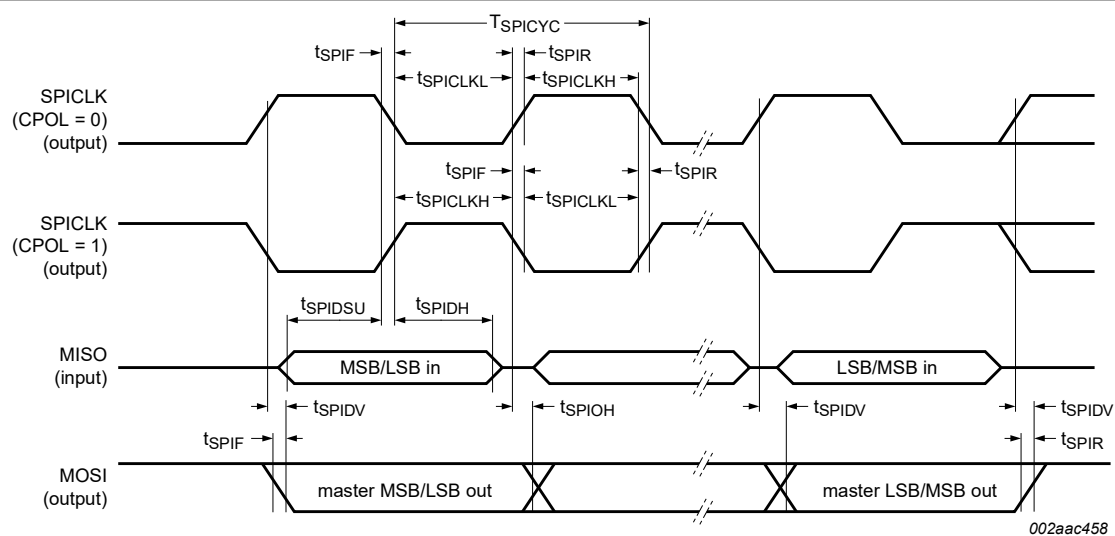 TSPICYC
tSPIF
tSPIR
tSPICLKL
tSPICLKH
SPICLK
(CPOL = 0)
(output)
tSPIF
tSPIR
tSPICLKH
tSPICLKL
SPICLK
(CPOL = 1)
(output)
tSPIDSU
tSPIDH
MISO
(input)
MSB/LSB in
LSB/MSB in
tSPIDV
tSPIOH
tSPIDV
tSPIDV
tSPIF
tSPIR
MOSI
(output)
master MSB/LSB out
master LSB/MSB out
002aac458